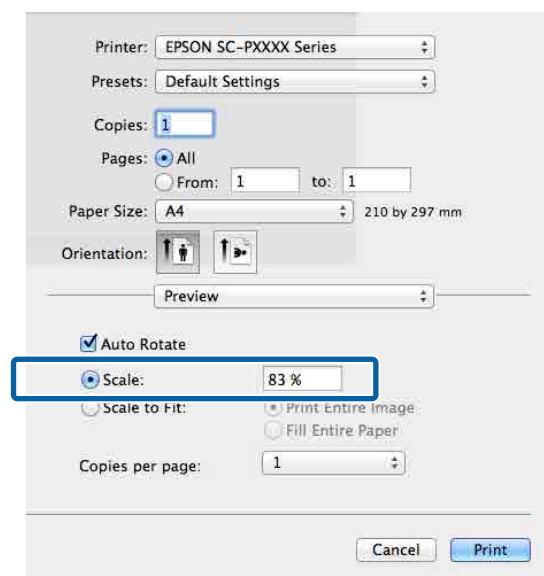 Printer: EPSON SC-PXXXX Series
Presets: Default Settings
Copies: 1
Pages: All
From: 1 to: 1
Paper Size: A4 210 by 297 mm
Orientation:
Preview
Auto Rotate
Scale: 83 %
Scale to Fit: Print Entire Image
Fill Entire Paper
Copies per page: 1
Cancel Print